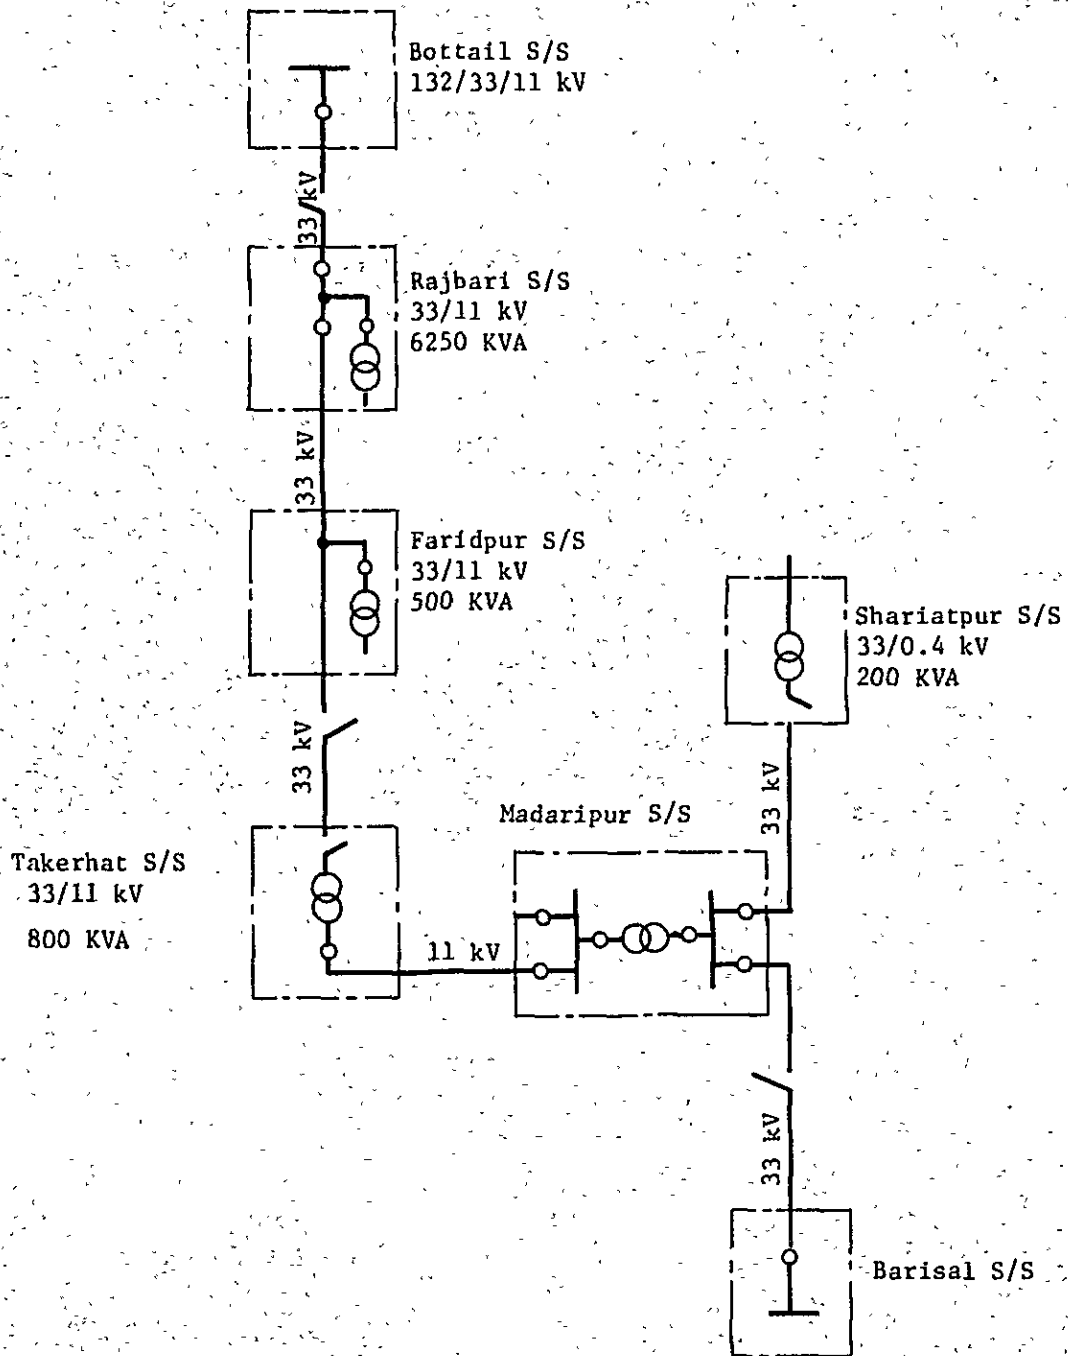 Bottail S/S
132/33/11 kV
33 kV
Rajbari S/S
33/11 kV
6250 KVA
33 kV
Faridpur S/S
33/11 kV
500 KVA
33 kV
Shariatpur S/S
33/0.4 kV
200 KVA
33 kV
Madaripur S/S
Takerhat S/S
33/11 kV
800 KVA
11 kV
33 kV
Barisal S/S